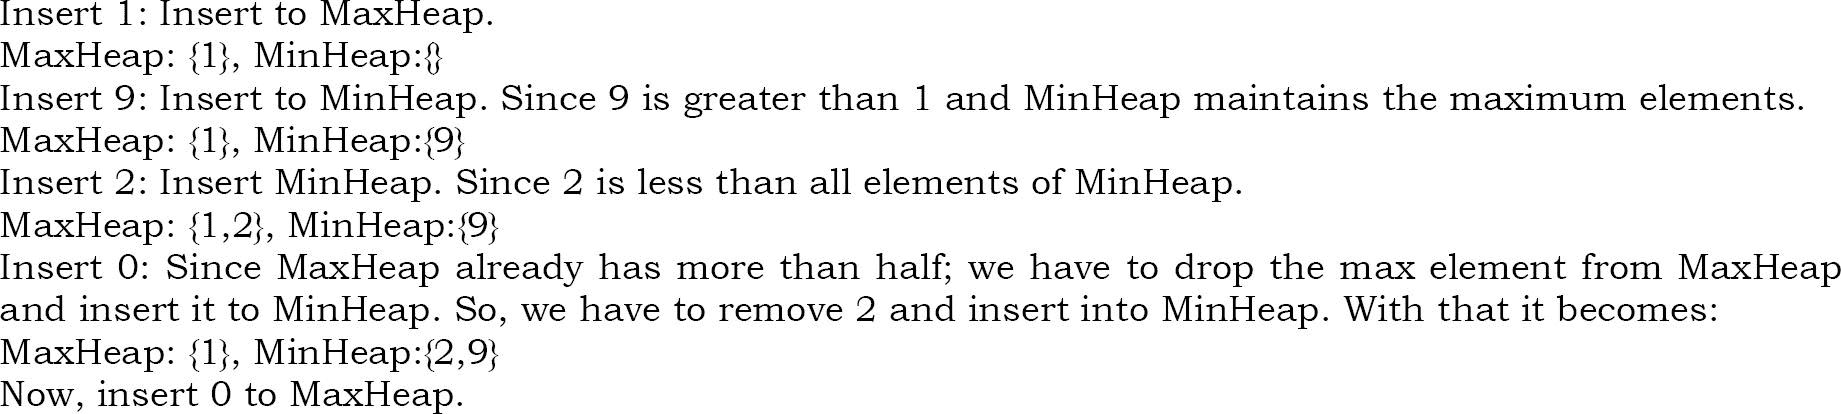 Insert 1: Insert to MaxHeap.
MaxHeap: {1}, MinHeap:{}
Insert 9: Insert to MinHeap. Since 9 is greater than 1 and MinHeap maintains the maximum elements.
MaxHeap: {1}, MinHeap:{9}
Insert 2: Insert MinHeap. Since 2 is less than all elements of MinHeap.
MaxHeap: {1,2}, MinHeap:{9}
Insert 0: Since MaxHeap already has more than half; we have to drop the max element from MaxHeap
and insert it to MinHeap. So, we have to remove 2 and insert into MinHeap. With that it becomes:
MaxHeap: {1}, MinHeap:{2,9}
Now, insert 0 to MaxHeap.